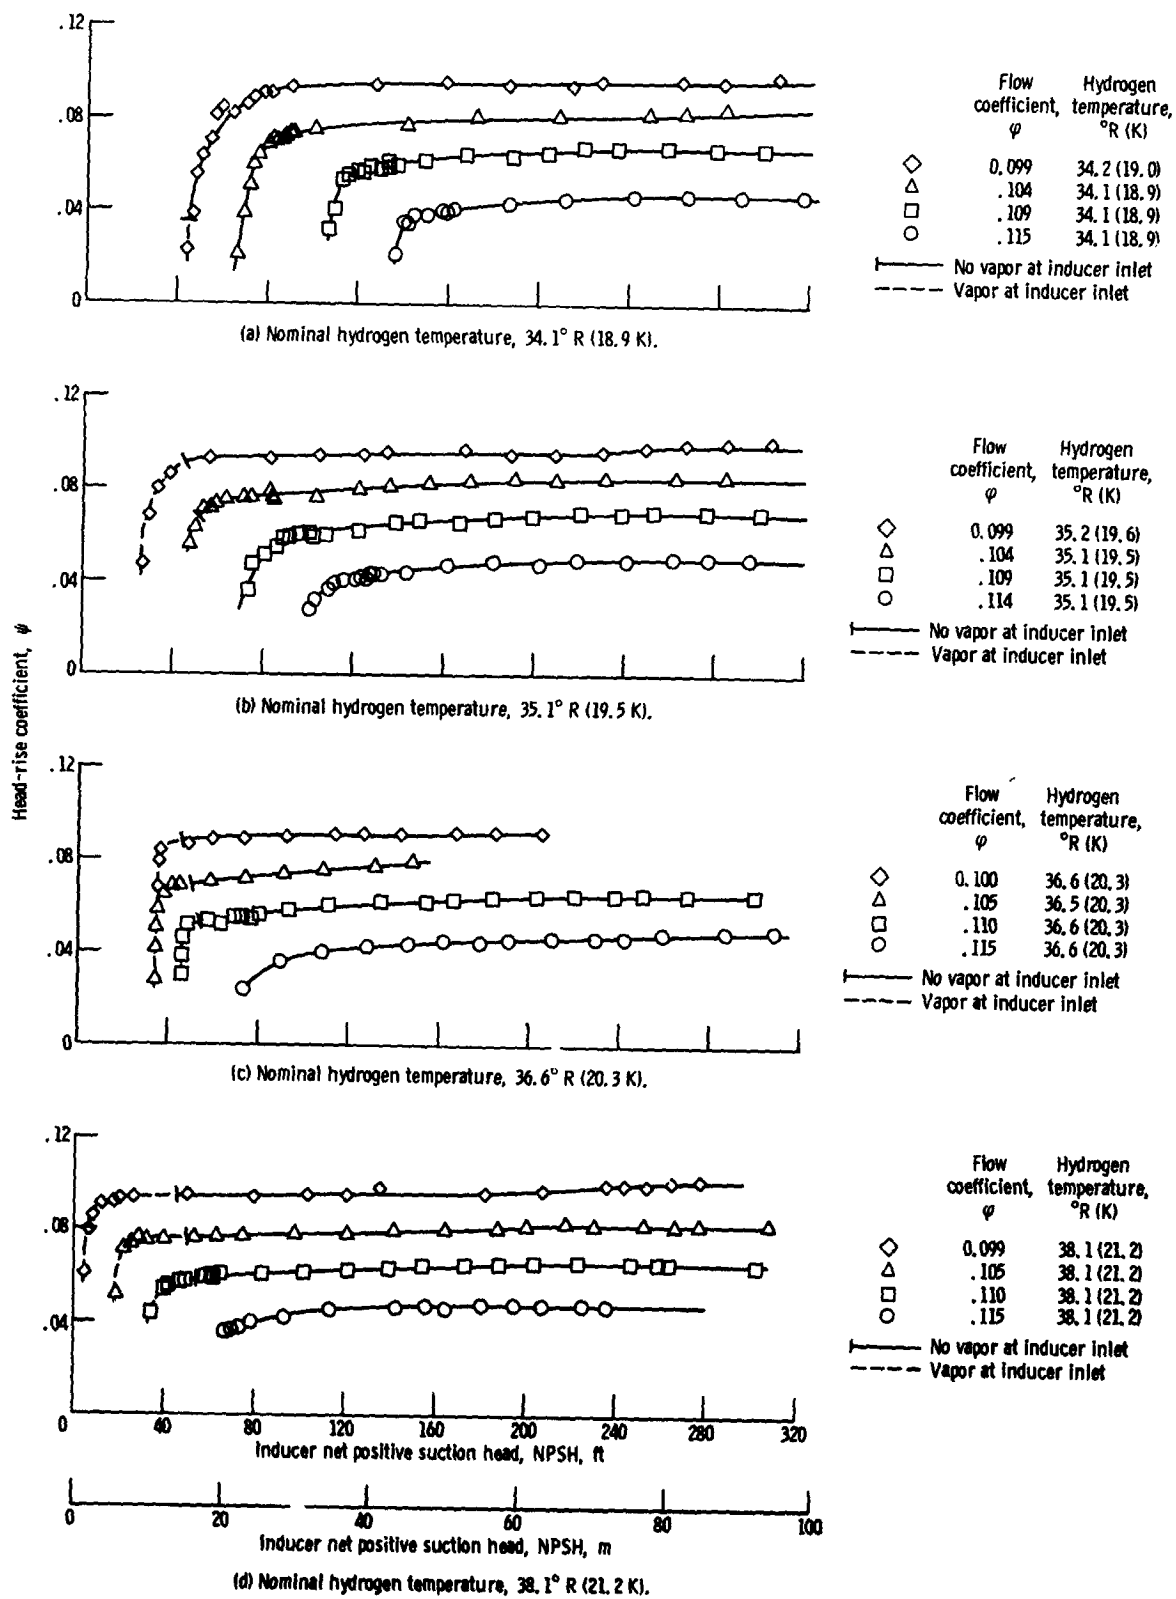 Head-rise coefficient, ψ
.12
.08
.04
0
Flow coefficient, φ
Hydrogen temperature, °R (K)
0.099 34.2 (19.0)
.104 34.1 (18.9)
.109 34.1 (18.9)
.115 34.1 (18.9)
No vapor at inducer inlet
Vapor at inducer inlet
(a) Nominal hydrogen temperature, 34.1° R (18.9 K).
.12
.08
.04
0
Flow coefficient, φ
Hydrogen temperature, °R (K)
0.099 35.2 (19.6)
.104 35.1 (19.5)
.109 35.1 (19.5)
.114 35.1 (19.5)
No vapor at inducer inlet
Vapor at inducer inlet
(b) Nominal hydrogen temperature, 35.1° R (19.5 K).
.12
.08
.04
0
Flow coefficient, φ
Hydrogen temperature, °R (K)
0.100 36.6 (20.3)
.105 36.5 (20.3)
.110 36.6 (20.3)
.115 36.6 (20.3)
No vapor at inducer inlet
Vapor at inducer inlet
(c) Nominal hydrogen temperature, 36.6° R (20.3 K).
.12
.08
.04
Flow coefficient, φ
Hydrogen temperature, °R (K)
0.099 38.1 (21.2)
.105 38.1 (21.2)
.110 38.1 (21.2)
.115 38.1 (21.2)
No vapor at inducer inlet
Vapor at inducer inlet
0 40 80 120 160 200 240 280 320
Inducer net positive suction head, NPSH, ft
0 20 40 60 80 100
Inducer net positive suction head, NPSH, m
(d) Nominal hydrogen temperature, 38.1° R (21.2 K).